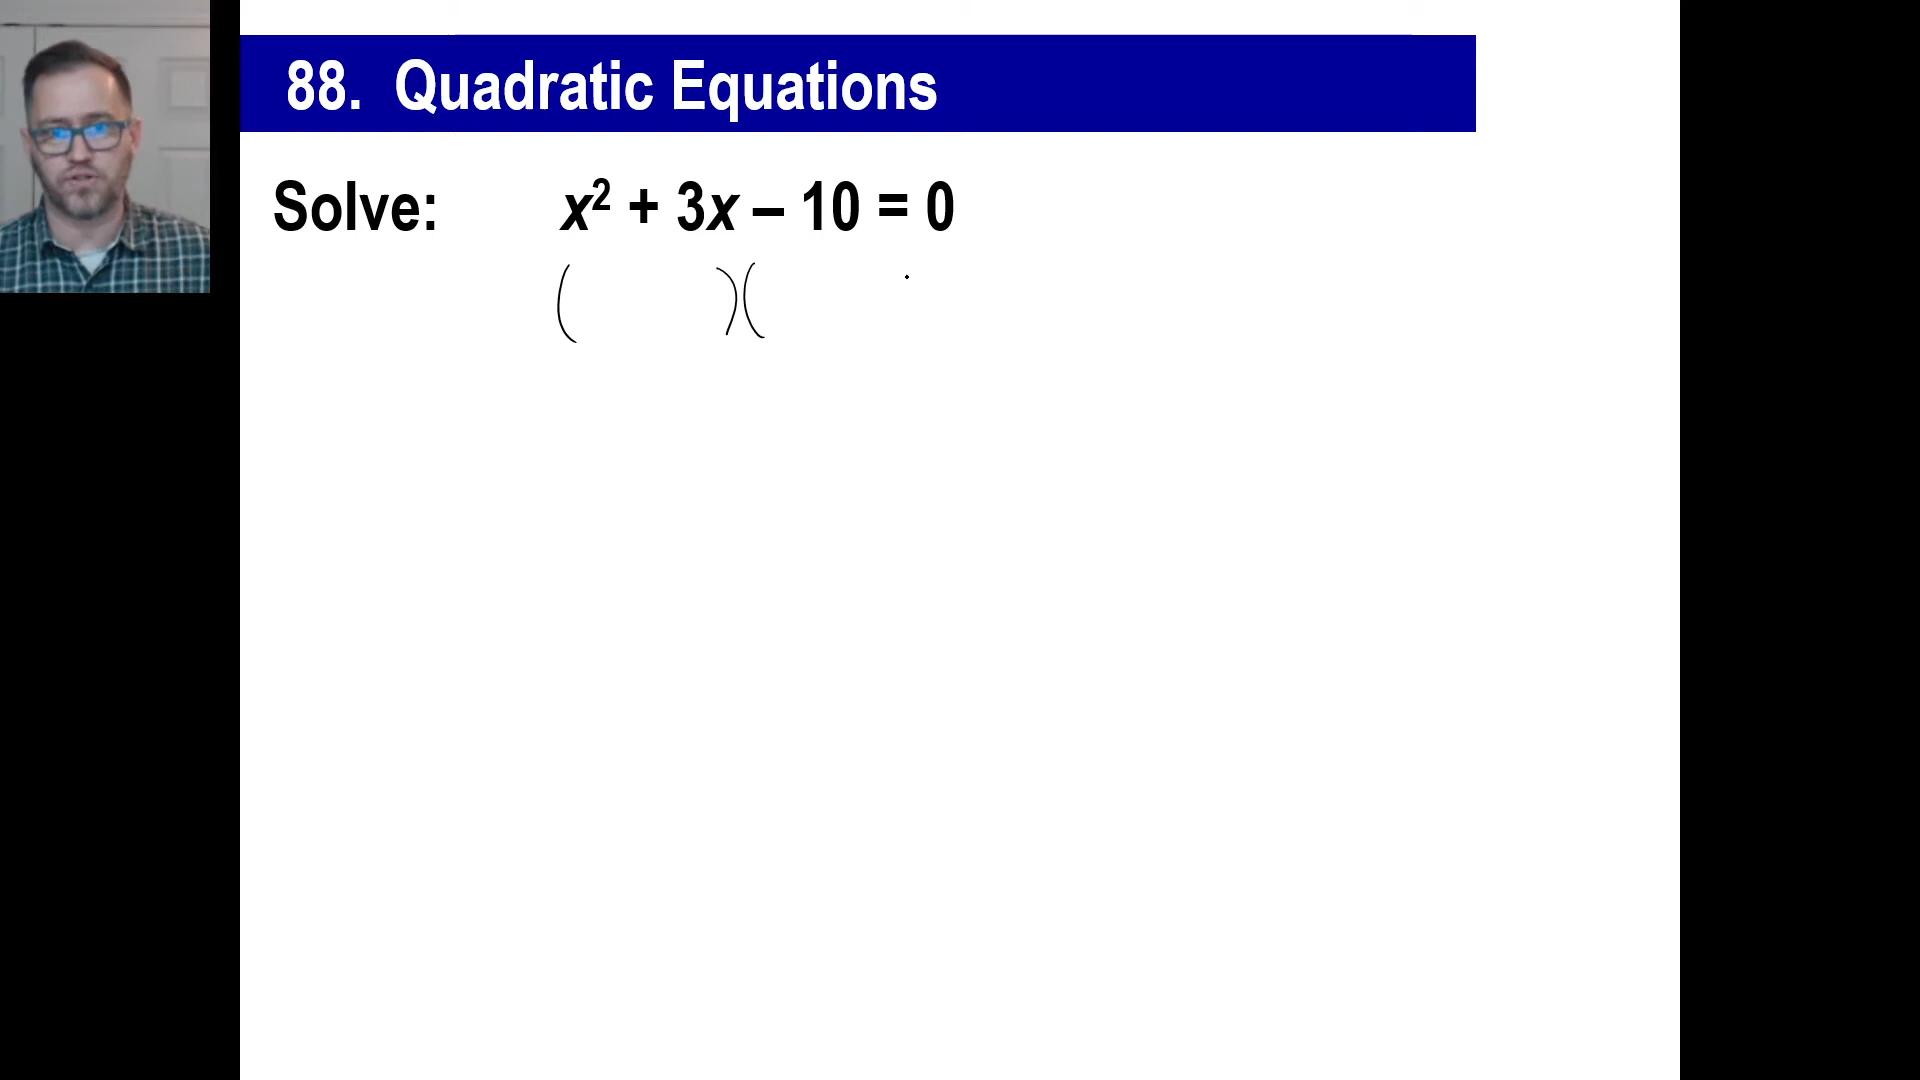 88. Quadratic Equations
Solve: x² + 3x – 10 = 0
( )(